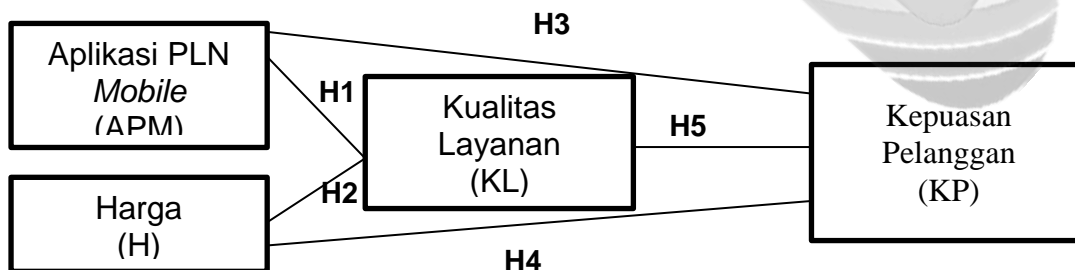 H3
Aplikasi PLN
Mobile
(APM)
H1
Kualitas
Layanan
(KL)
H5
Kepuasan
Pelanggan
(KP)
H2
Harga
(H)
H4